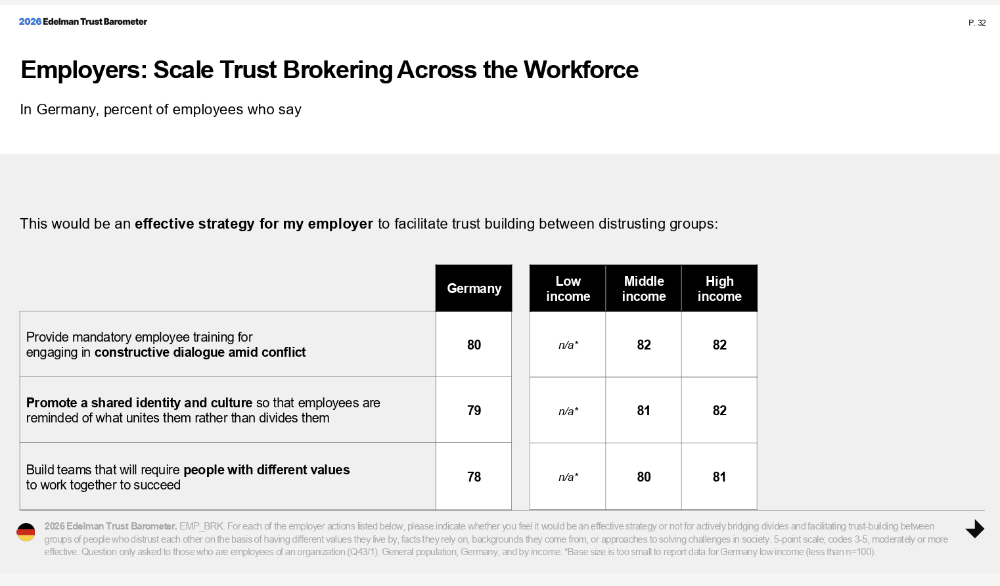 2026 Edelman Trust Barometer
P. 32
Employers: Scale Trust Brokering Across the Workforce
In Germany, percent of employees who say
This would be an effective strategy for my employer to facilitate trust building between distrusting groups:
Germany
Low income
Middle income
High income
Provide mandatory employee training for
engaging in constructive dialogue amid conflict
80
n/a*
82
82
Promote a shared identity and culture so that employees are
reminded of what unites them rather than divides them
79
n/a*
81
82
Build teams that will require people with different values
to work together to succeed
78
n/a*
80
81
2026 Edelman Trust Barometer. EMP_BRK. For each of the employer actions listed below, please indicate whether you feel it would be an effective strategy or not for actively bridging divides and facilitating trust-building between
groups of people who distrust each other on the basis of having different values they live by, facts they rely on, backgrounds they come from, or approaches to solving challenges in society. 5-point scale; codes 3-5, moderately or more
effective. Question only asked to those who are employees of an organization (Q43/1). General population, Germany, and by income. *Base size is too small to report data for Germany low income (less than n=100).